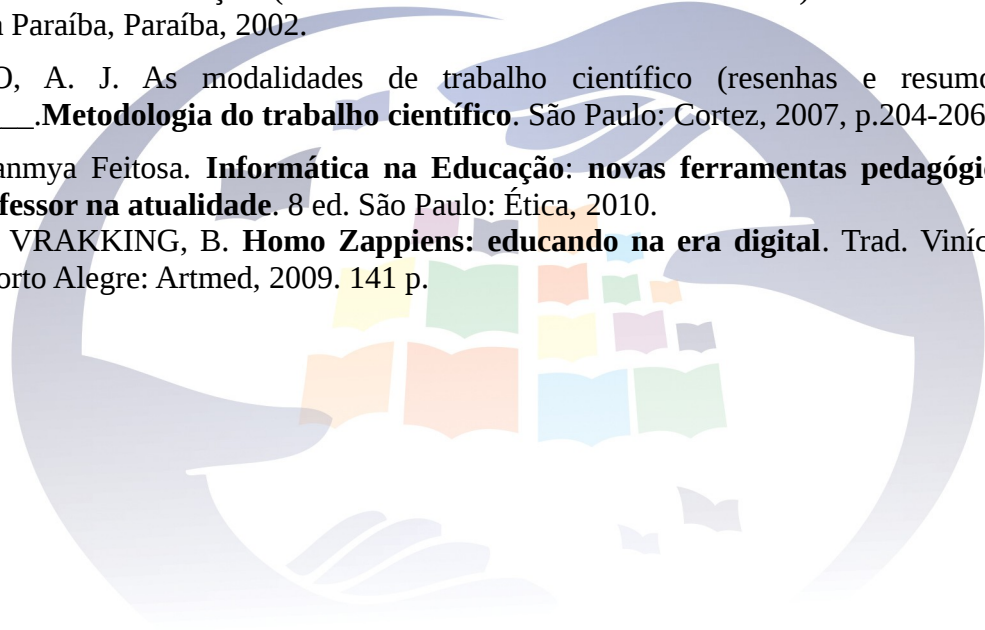 a Paraíba, Paraíba, 2002.
O, A. J. As modalidades de trabalho científico (resenhas e resumo
__.Metodologia do trabalho científico. São Paulo: Cortez, 2007, p.204-206
anmya Feitosa. Informática na Educação: novas ferramentas pedagógi
fessor na atualidade. 8 ed. São Paulo: Ética, 2010.
VRAKKING, B. Homo Zappiens: educando na era digital. Trad. Viníc
orto Alegre: Artmed, 2009. 141 p.